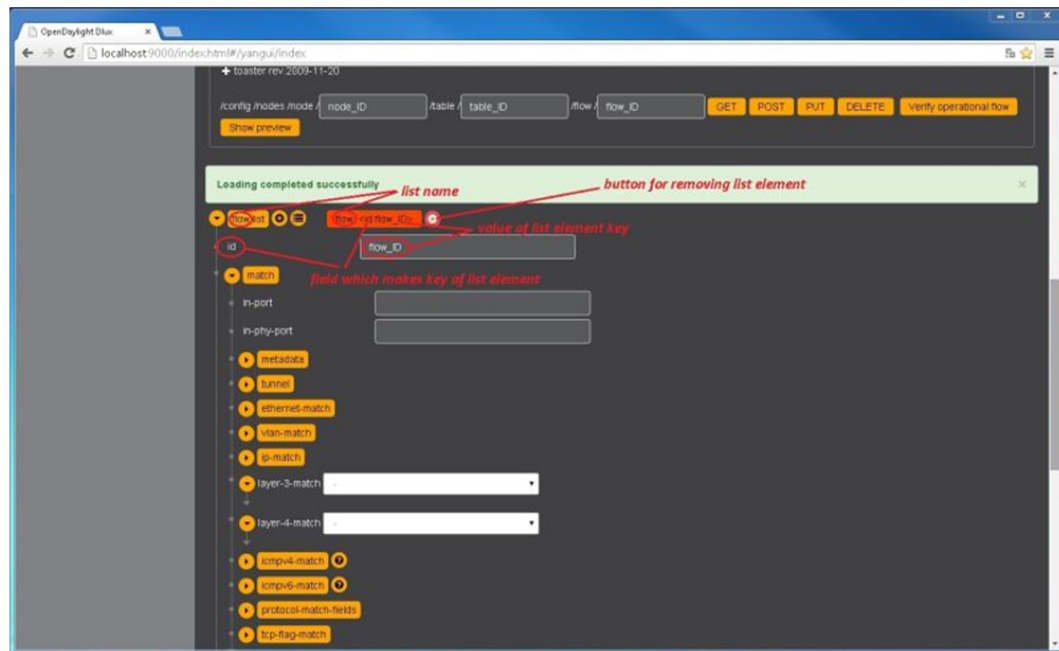 OpenDaylight Dlux
localhost:9000/index.html#/yangui/index
toaster rev.2009-11-20
/config /nodes /node / node_ID /table / table_ID /flow / flow_ID GET POST PUT DELETE Verify operational flow
Show preview
Loading completed successfully
list name
button for removing list element
flow list flow <id:flow_ID>
value of list element key
id flow_ID
field which makes key of list element
match
in-port
in-phy-port
metadata
tunnel
ethernet-match
vlan-match
ip-match
layer-3-match -
layer-4-match -
icmpv4-match
icmpv6-match
protocol-match-fields
tcp-flag-match